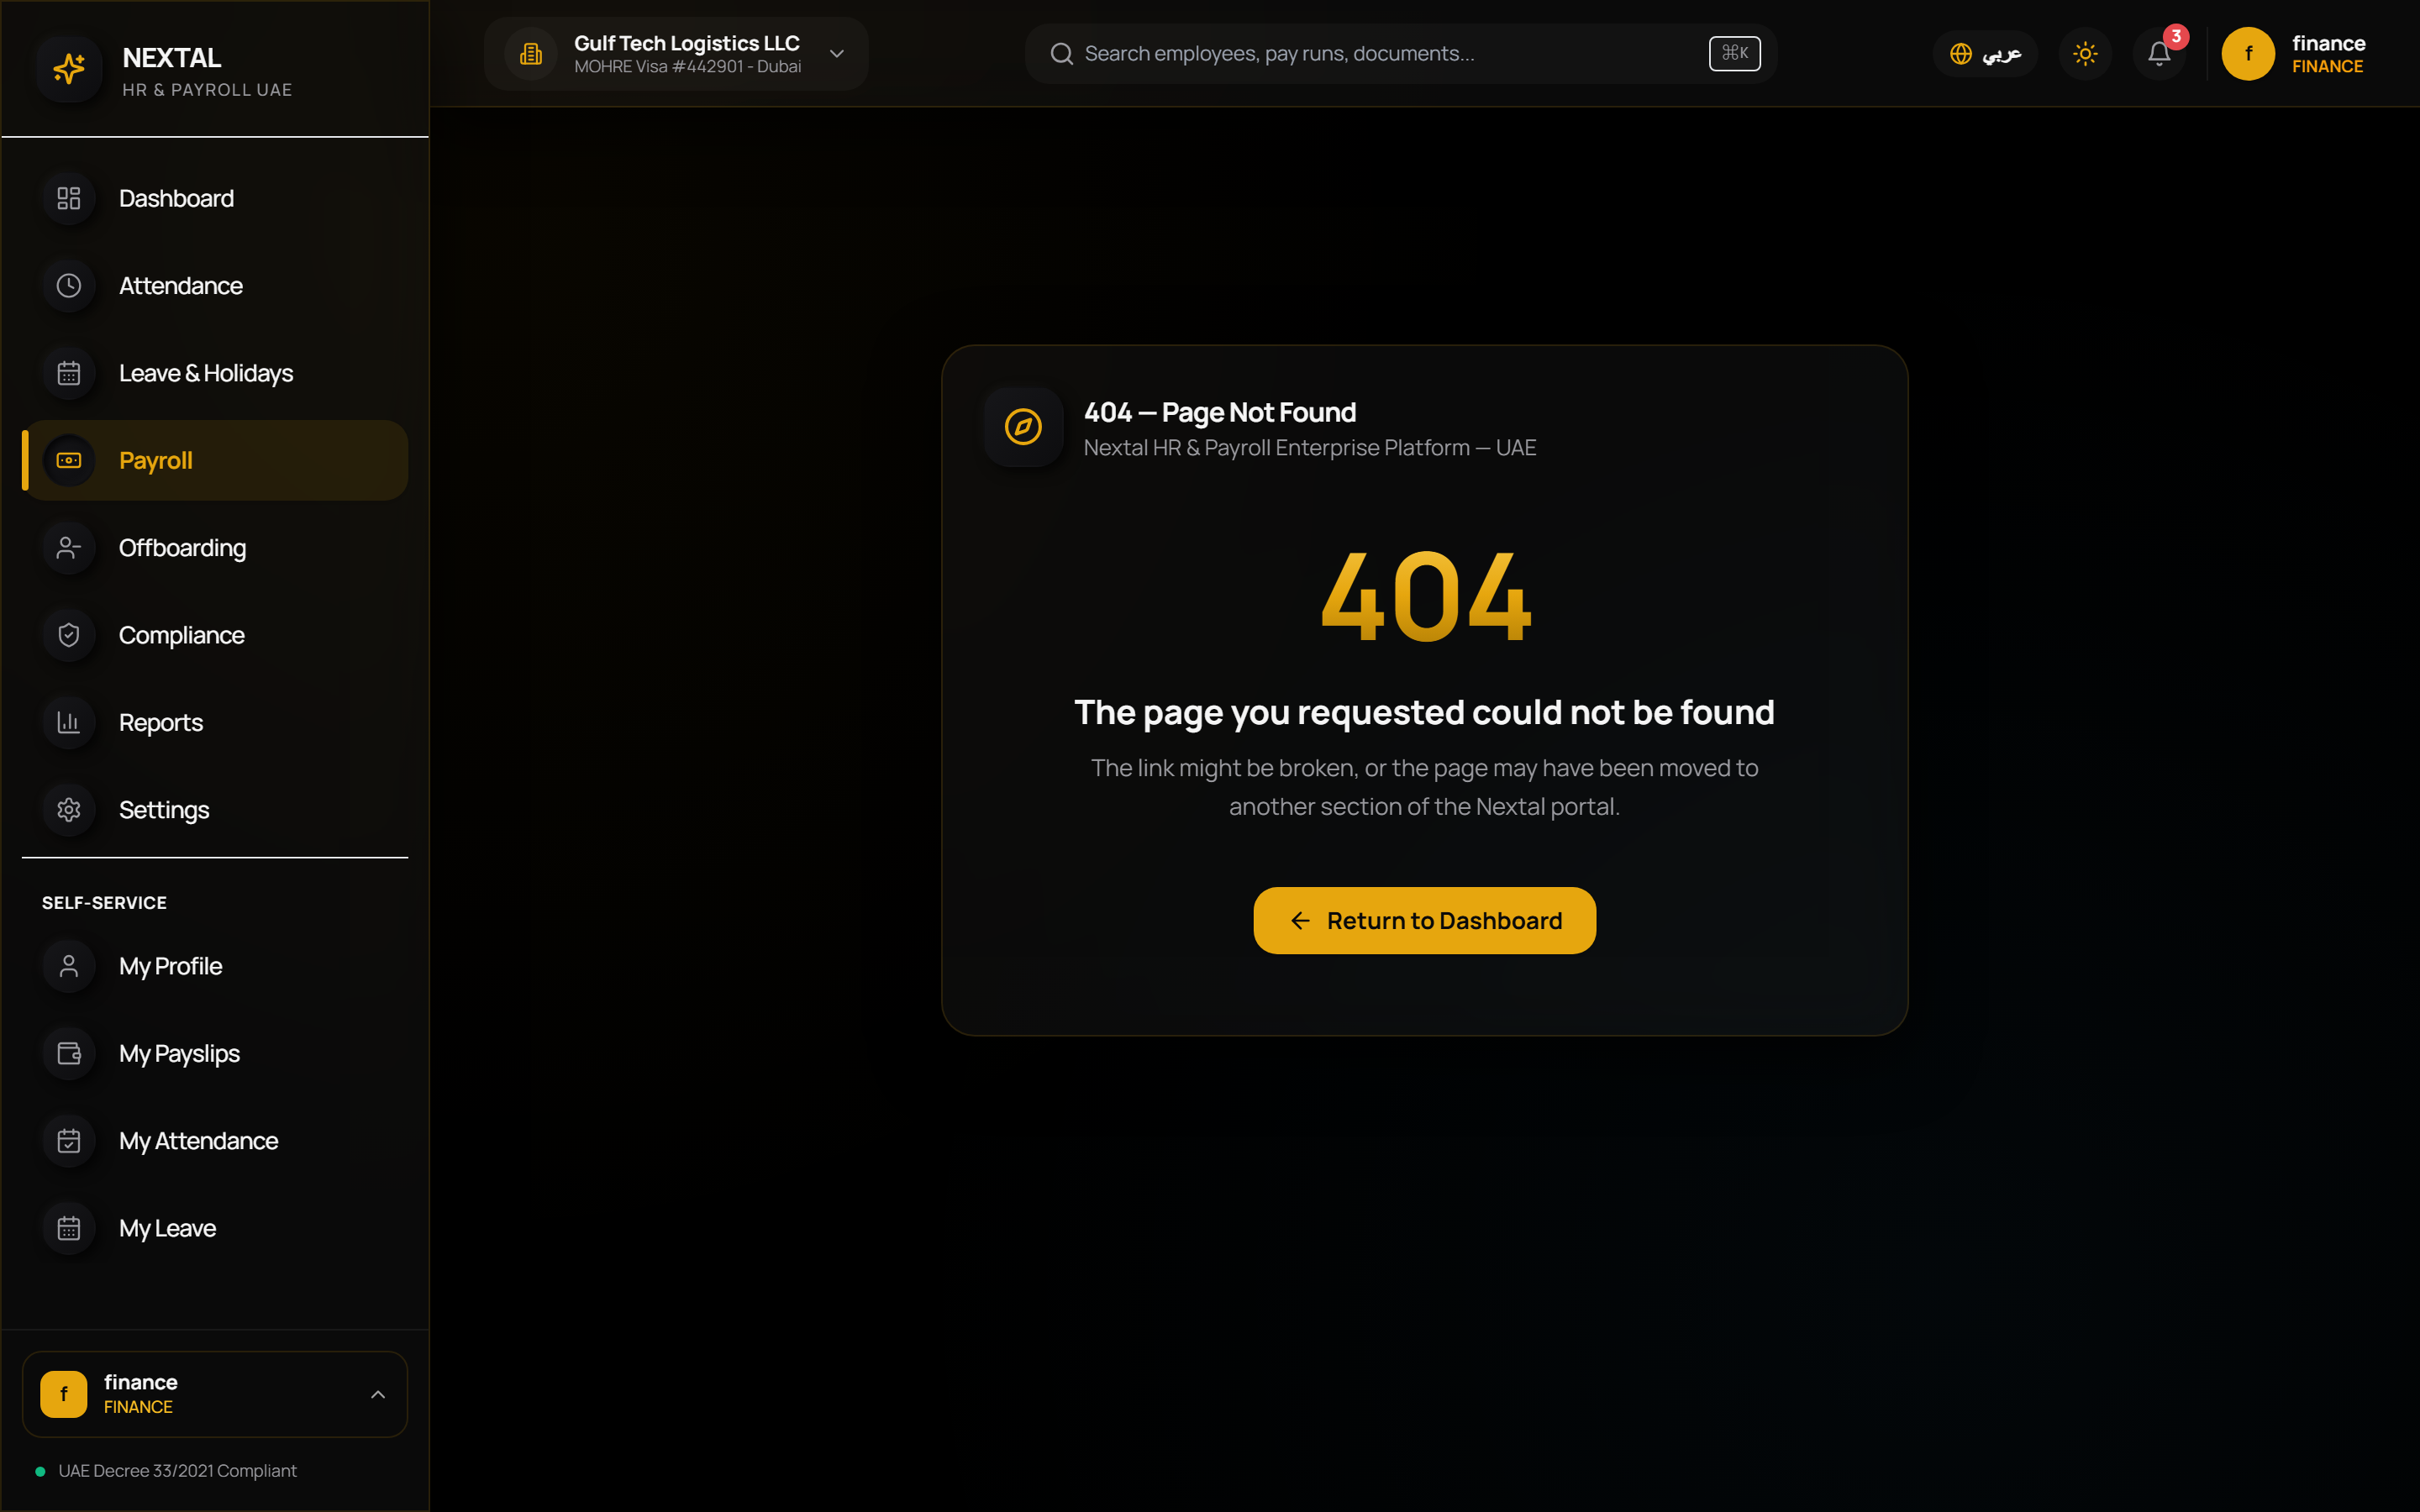 NEXTAL
HR & PAYROLL UAE
Dashboard
Attendance
Leave & Holidays
Payroll
Offboarding
Compliance
Reports
Settings
SELF-SERVICE
My Profile
My Payslips
My Attendance
My Leave
f
finance
FINANCE
UAE Decree 33/2021 Compliant
Gulf Tech Logistics LLC
MOHRE Visa #442901 - Dubai
Search employees, pay runs, documents...
⌘K
عربي
3
f
finance
FINANCE
404 — Page Not Found
Nextal HR & Payroll Enterprise Platform — UAE
404
The page you requested could not be found
The link might be broken, or the page may have been moved to
another section of the Nextal portal.
Return to Dashboard